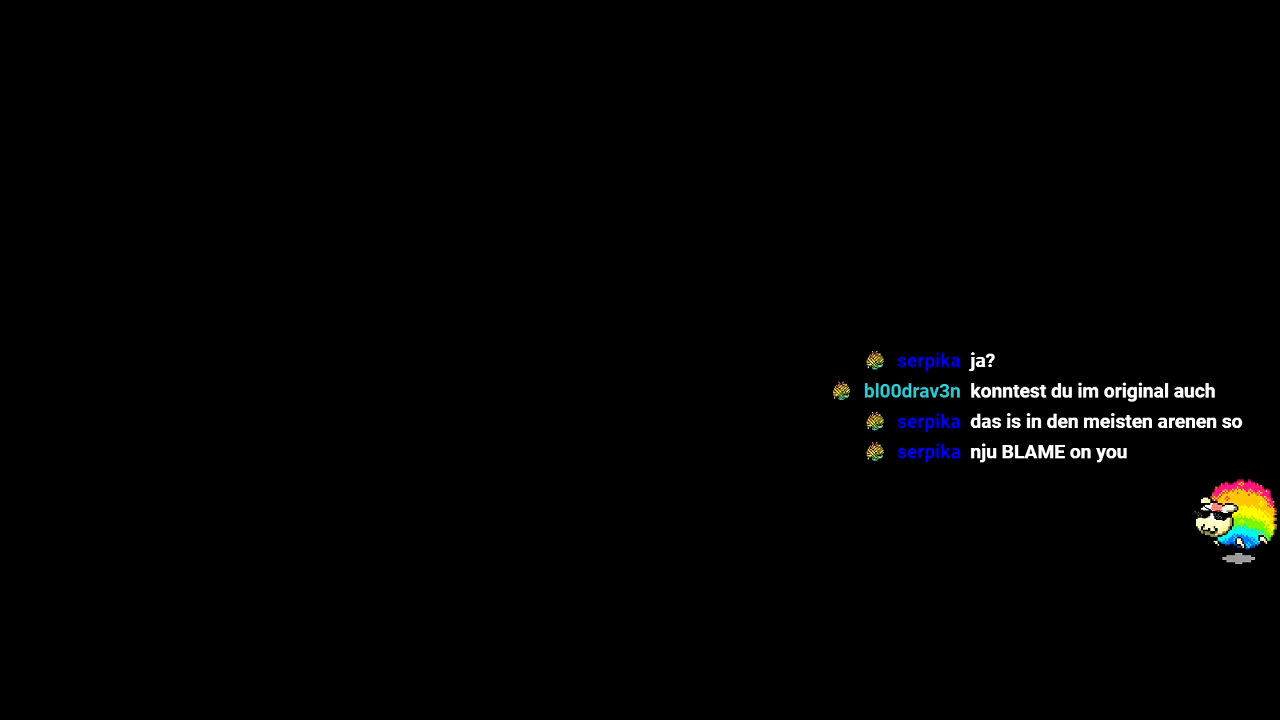 serpika ja?
bl00drav3n konntest du im original auch
serpika das is in den meisten arenen so
serpika nju BLAME on you